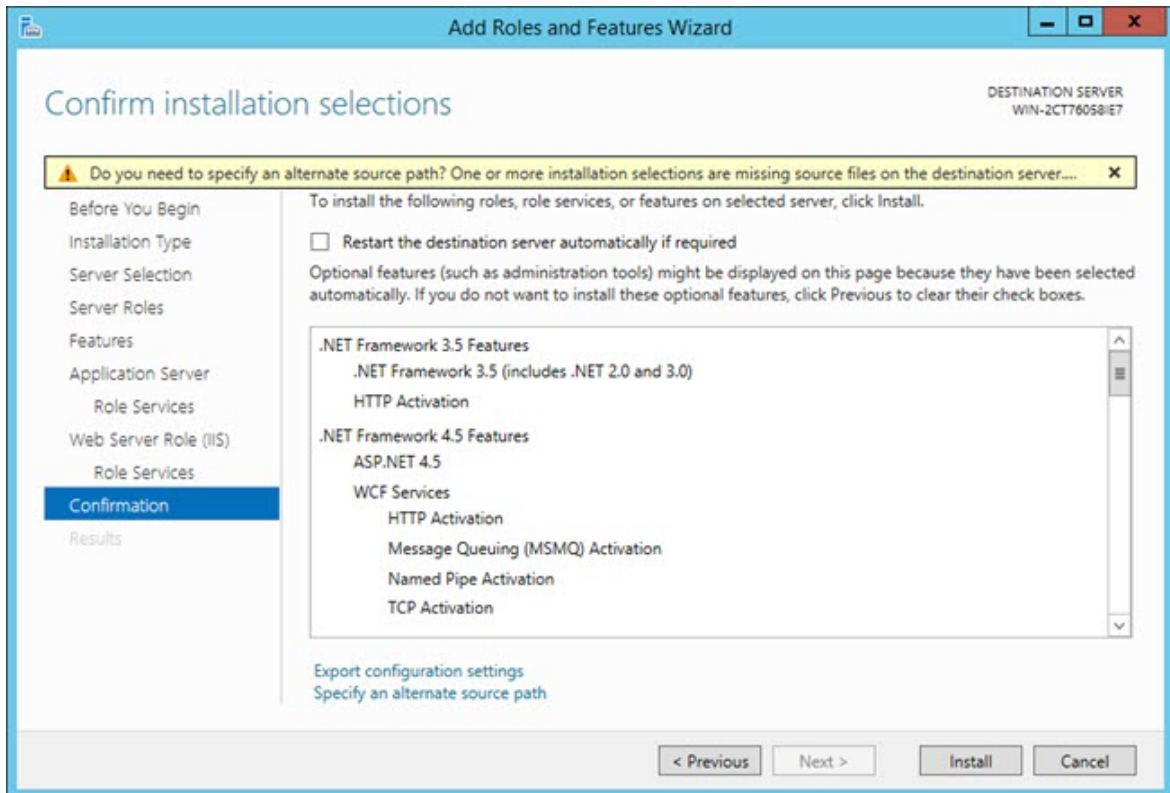 Add Roles and Features Wizard
Confirm installation selections
DESTINATION SERVER
WIN-2CT76058IE7
Do you need to specify an alternate source path? One or more installation selections are missing source files on the destination server....
Before You Begin
Installation Type
Server Selection
Server Roles
Features
Application Server
Role Services
Web Server Role (IIS)
Role Services
Confirmation
Results
To install the following roles, role services, or features on selected server, click Install.
Restart the destination server automatically if required
Optional features (such as administration tools) might be displayed on this page because they have been selected
automatically. If you do not want to install these optional features, click Previous to clear their check boxes.
.NET Framework 3.5 Features
.NET Framework 3.5 (includes .NET 2.0 and 3.0)
HTTP Activation
.NET Framework 4.5 Features
ASP.NET 4.5
WCF Services
HTTP Activation
Message Queuing (MSMQ) Activation
Named Pipe Activation
TCP Activation
Export configuration settings
Specify an alternate source path
< Previous
Next >
Install
Cancel